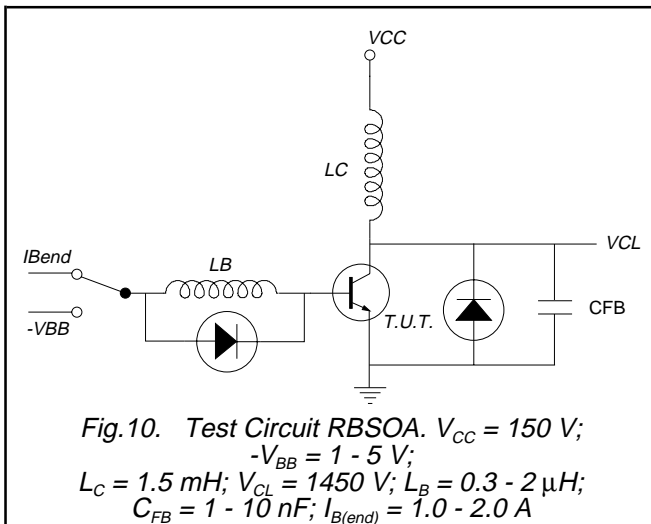 VCC
LC
IBend
LB
VCL
-VBB
T.U.T.
CFB
Fig.10. Test Circuit RBSOA. VCC = 150 V;
-VBB = 1 - 5 V;
LC = 1.5 mH; VCL = 1450 V; LB = 0.3 - 2 μH;
CFB = 1 - 10 nF; IB(end) = 1.0 - 2.0 A